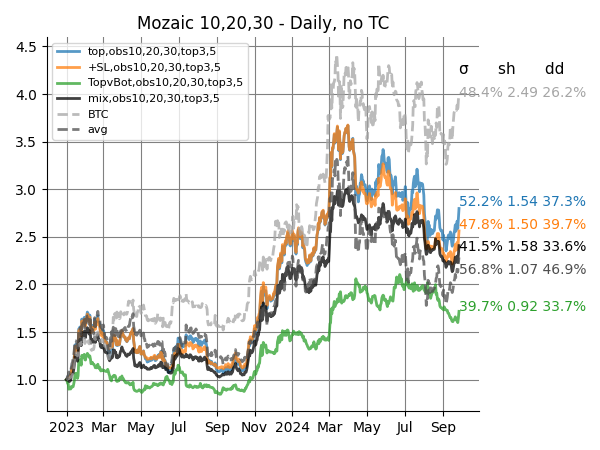 Mozaic 10,20,30 - Daily, no TC
4.5
4.0
3.5
3.0
2.5
2.0
1.5
1.0
top,obs10,20,30,top3,5
+SL,obs10,20,30,top3,5
TopvBot,obs10,20,30,top3,5
mix,obs10,20,30,top3,5
BTC
avg
σ sh dd
48.4% 2.49 26.2%
52.2% 1.54 37.3%
47.8% 1.50 39.7%
41.5% 1.58 33.6%
56.8% 1.07 46.9%
39.7% 0.92 33.7%
2023 Mar May Jul Sep Nov 2024 Mar May Jul Sep